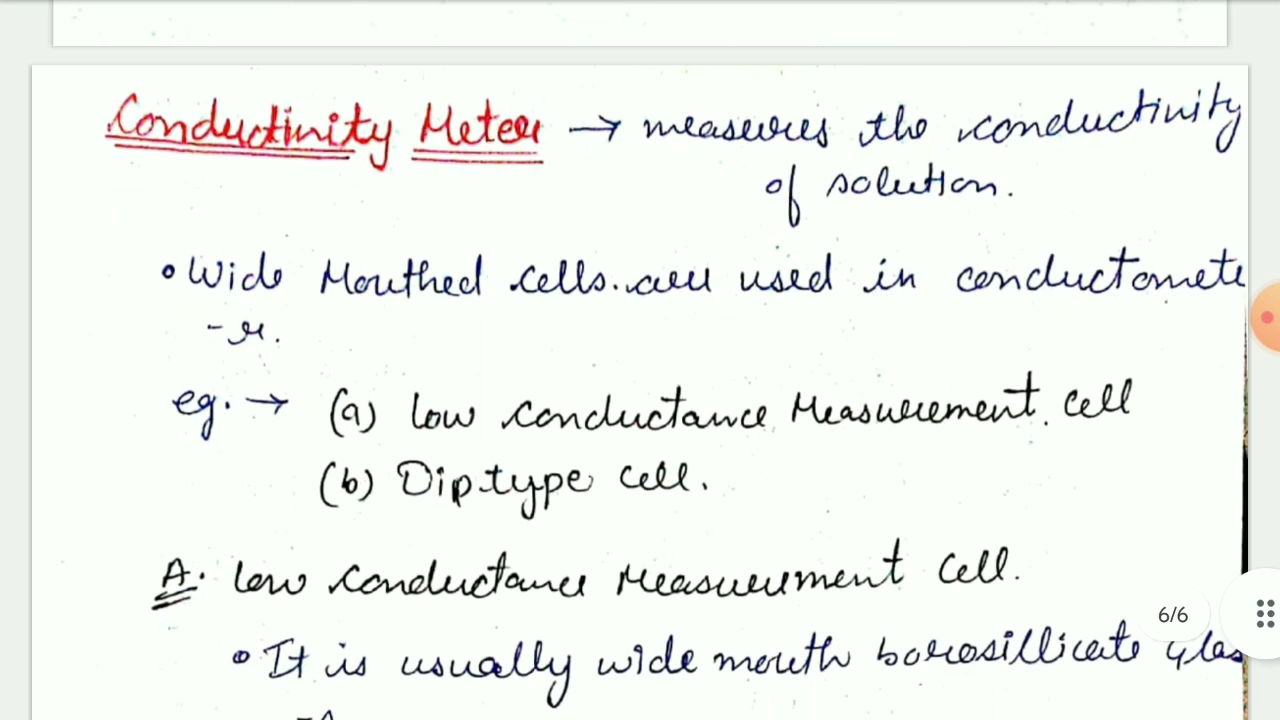 Conductivity Meter → measures the conductivity
of solution.
• Wide Mouthed cells are used in conductomete
-r.
eg. → (a) low conductance Measurement cell
(b) Dip type cell.
A. low conductance Measurement Cell.
6/6
• It is usually wide mouth borosillicate glas